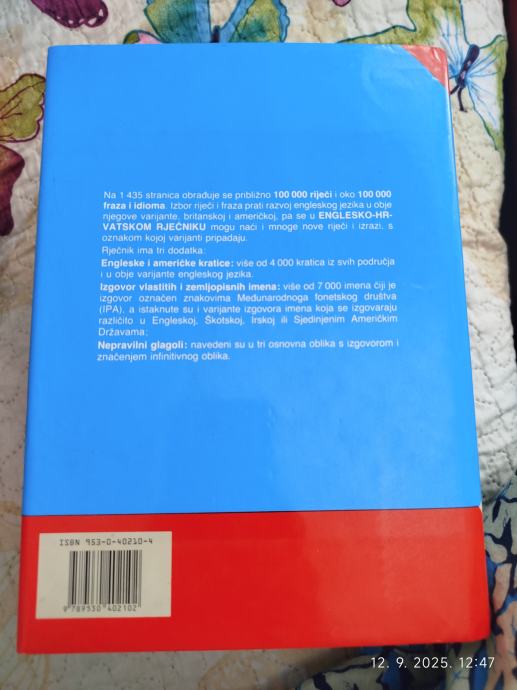 Na 1 435 stranica obrađuje se približno 100 000 riječi i oko 100 000
fraza i idioma. Izbor riječi i fraza prati razvoj engleskog jezika u obje
njegove varijante, britanskoj i američkoj, pa se u ENGLESKO-HR-
VATSKOM RJEČNIKU mogu naći i mnoge nove riječi i izrazi, s
oznakom kojoj varijanti pripadaju.
Rječnik ima tri dodatka:
Engleske i američke kratice: više od 4 000 kratica iz svih područja
i u obje varijante engleskog jezika.
Izgovor vlastitih i zemljopisnih imena: više od 7 000 imena čiji je
izgovor označen znakovima Međunarodnoga fonetskog društva
(IPA), a istaknute su i varijante izgovora imena koja se izgovaraju
različito u Engleskoj, Škotskoj, Irskoj ili Sjedinjenim Američkim
Državama;
Nepravilni glagoli: navedeni su u tri osnovna oblika s izgovorom i
značenjem infinitivnog oblika.
ISBN 953-0-40210-4
9 789530 402102
12. 9. 2025. 12:47